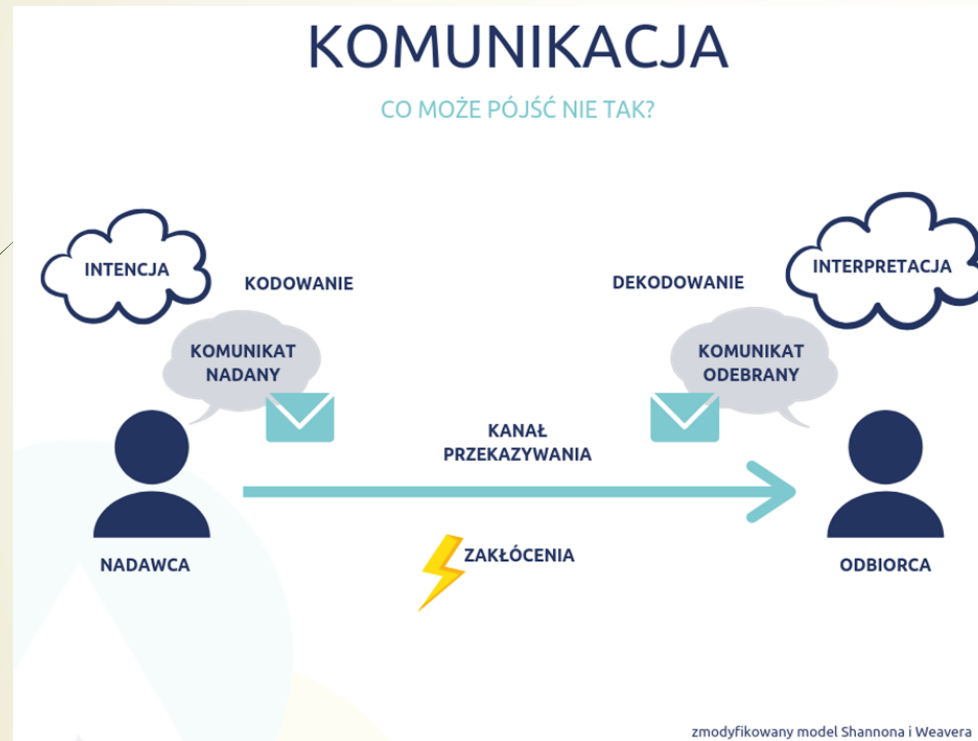 KOMUNIKACJA
CO MOŻE PÓJŚĆ NIE TAK?
INTENCJA
KODOWANIE
KOMUNIKAT
NADANY
NADAWCA
KANAŁ
PRZEKAZYWANIA
ZAKŁÓCENIA
DEKODOWANIE
INTERPRETACJA
KOMUNIKAT
ODEBRANY
ODBIORCA
zmodyfikowany model Shannona i Weavera